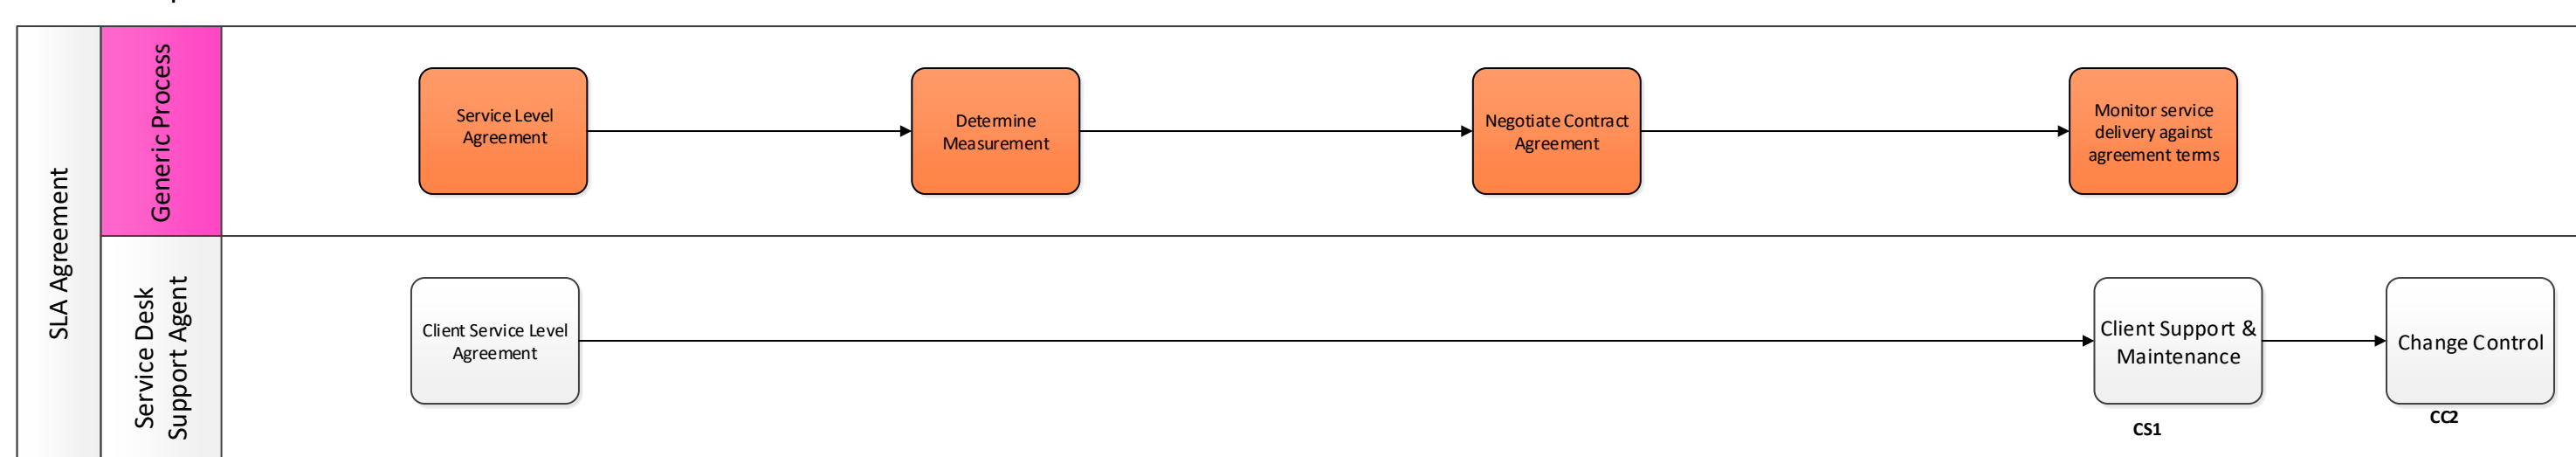 SLA Agreement
Generic Process
Service Level
Agreement
Determine
Measurement
Negotiate Contract
Agreement
Monitor service
delivery against
agreement terms
Service Desk
Support Agent
Client Service Level
Agreement
Client Support &
Maintenance
Change Control
CS1
CC2